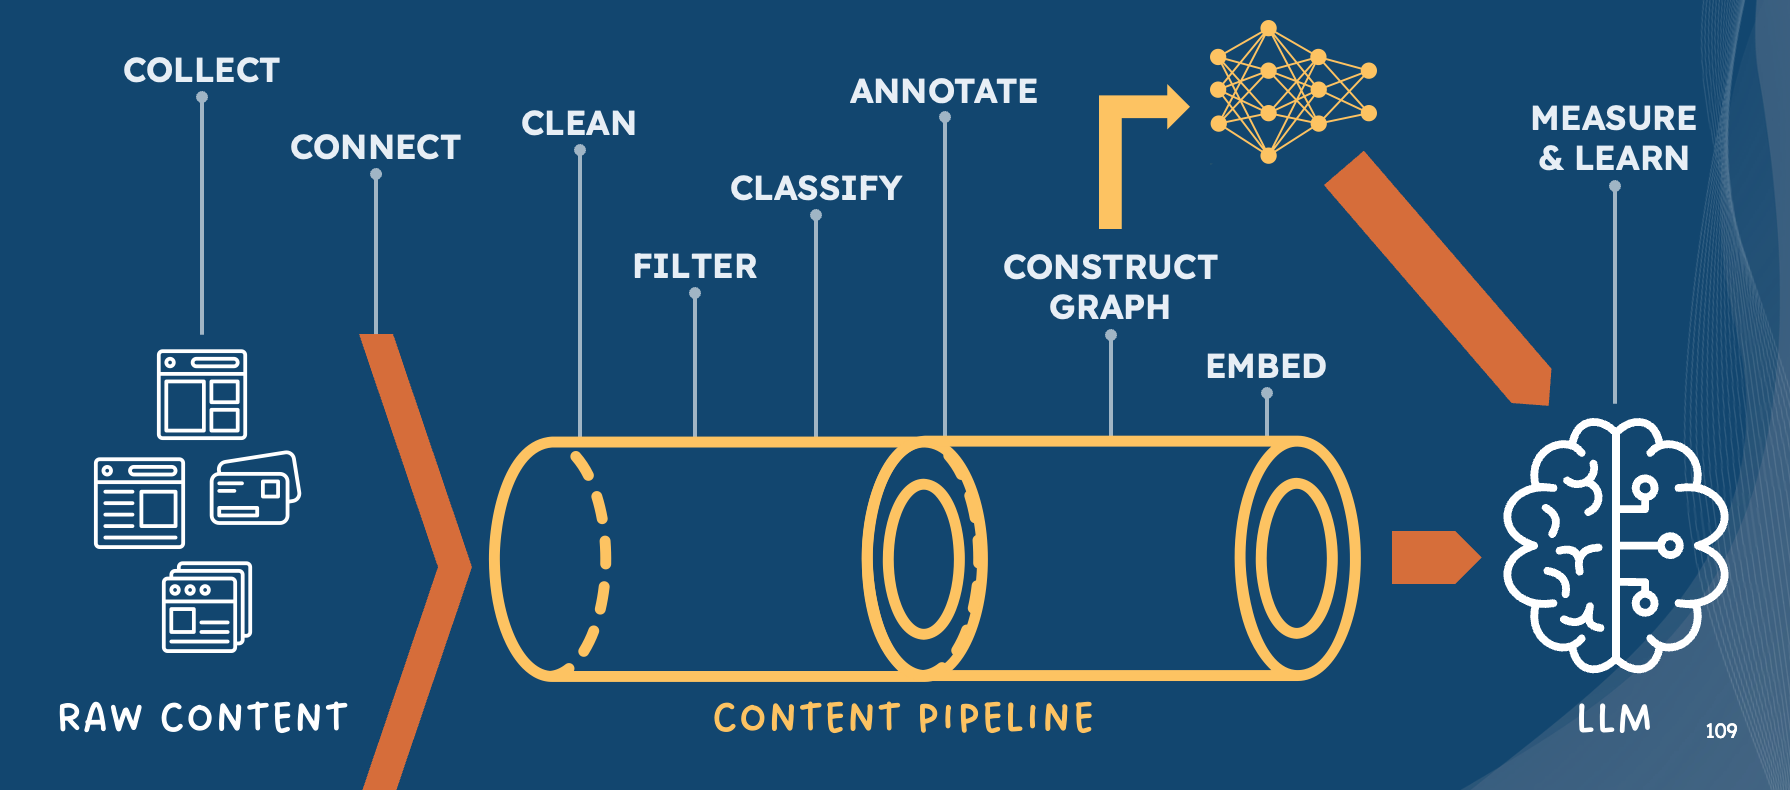 COLLECT
CONNECT
CLEAN
FILTER
CLASSIFY
ANNOTATE
CONSTRUCT
GRAPH
EMBED
MEASURE
& LEARN
RAW CONTENT
CONTENT PIPELINE
LLM
109